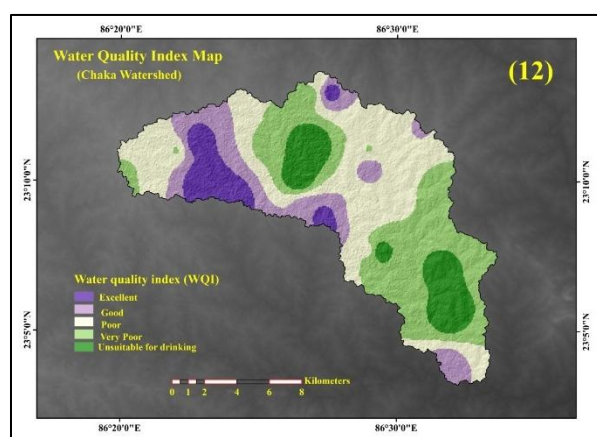 86°20'0"E 86°30'0"E
Water Quality Index Map
(Chaka Watershed)
(12)
23°10'0"N 23°10'0"N
Water quality index (WQI)
Excellent
Good
Poor
Very Poor
Unsuitable for drinking
23°5'0"N 23°5'0"N
Kilometers
0 1 2 4 6 8
86°20'0"E 86°30'0"E